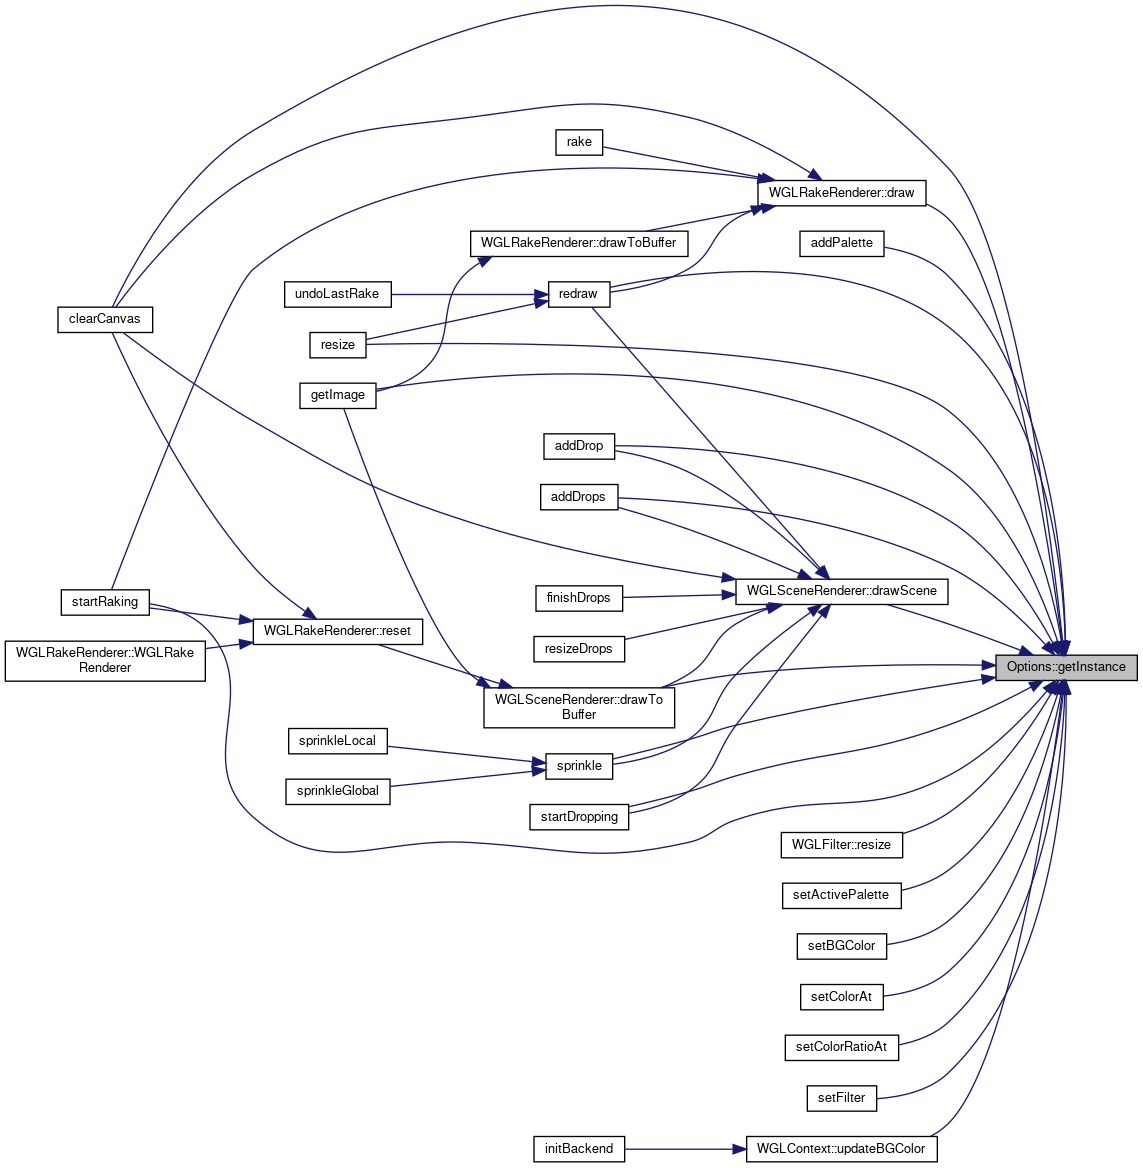 rake
WGLRakeRenderer::draw
addPalette
WGLRakeRenderer::drawToBuffer
undoLastRake
redraw
clearCanvas
resize
getImage
addDrop
addDrops
WGLSceneRenderer::drawScene
finishDrops
startRaking
WGLRakeRenderer::reset
resizeDrops
WGLRakeRenderer::WGLRake
Renderer
Options::getInstance
WGLSceneRenderer::drawTo
Buffer
sprinkleLocal
sprinkle
sprinkleGlobal
startDropping
WGLFilter::resize
setActivePalette
setBGColor
setColorAt
setColorRatioAt
setFilter
initBackend
WGLContext::updateBGColor